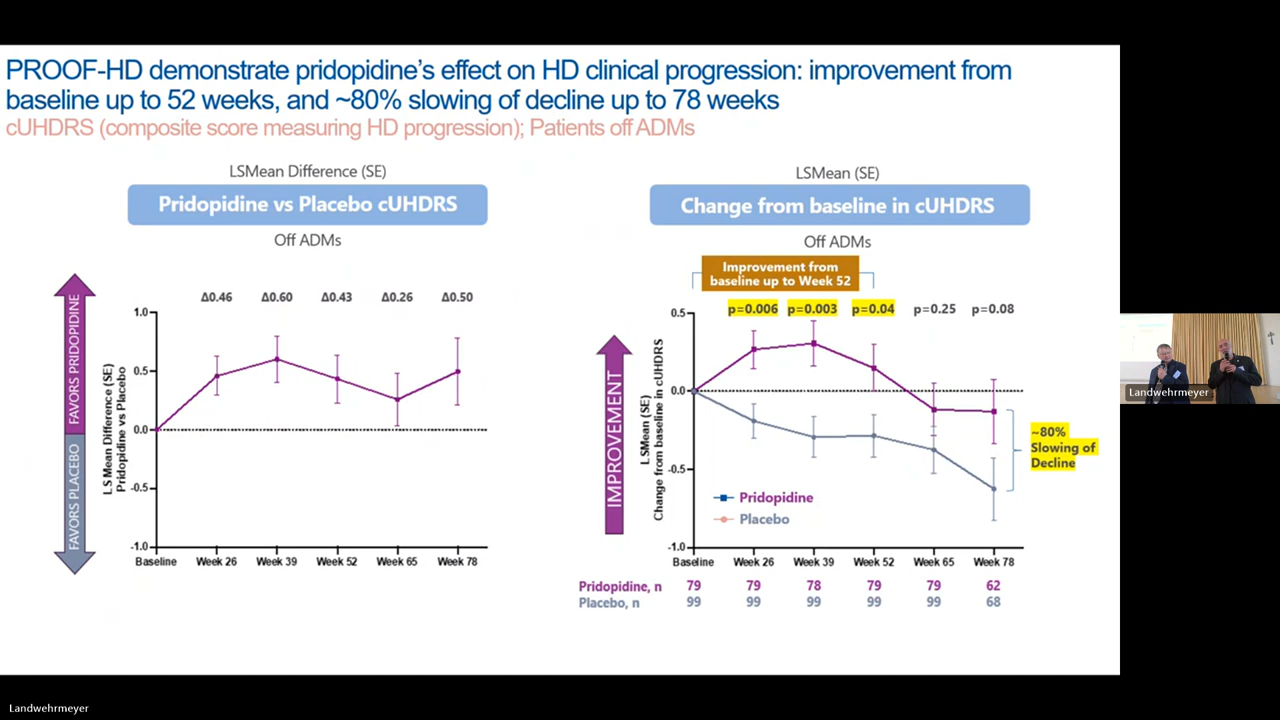 PROOF-HD demonstrate pridopidine's effect on HD clinical progression: improvement from
baseline up to 52 weeks, and ~80% slowing of decline up to 78 weeks
cUHDRS (composite score measuring HD progression); Patients off ADMs
LSMean Difference (SE)
Pridopidine vs Placebo cUHDRS
Off ADMs
FAVORS PRIDOPIDINE
FAVORS PLACEBO
LS Mean Difference (SE)
Pridopidine vs Placebo
Δ0.46 Δ0.60 Δ0.43 Δ0.26 Δ0.50
1.0
0.5
0.0
-0.5
-1.0
Baseline Week 26 Week 39 Week 52 Week 65 Week 78
LSMean (SE)
Change from baseline in cUHDRS
Off ADMs
Improvement from
baseline up to Week 52
p=0.006 p=0.003 p=0.04 p=0.25 p=0.08
IMPROVEMENT
LSMean (SE)
Change from baseline in cUHDRS
0.5
0.0
-0.5
-1.0
~80%
Slowing of
Decline
Pridopidine
Placebo
Baseline Week 26 Week 39 Week 52 Week 65 Week 78
Pridopidine, n 79 79 78 79 79 62
Placebo, n 99 99 99 99 99 68
Landwehrmeyer
Landwehrmeyer